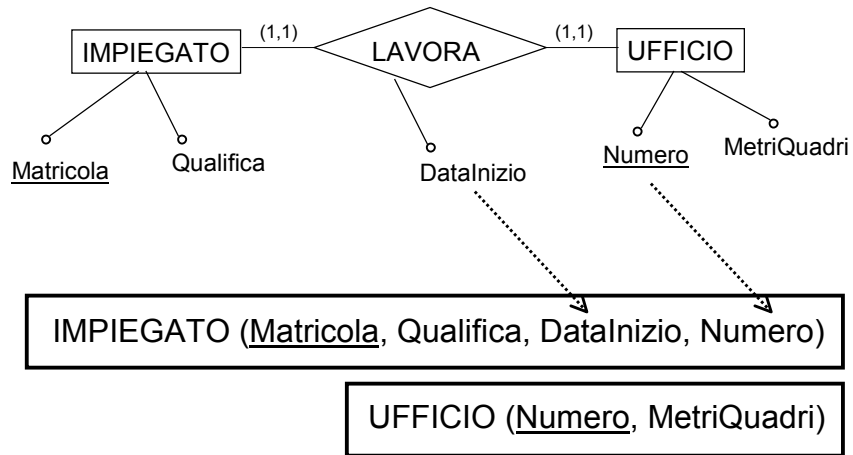 IMPIEGATO (1,1) LAVORA (1,1) UFFICIO
Matricola Qualifica DataInizio Numero MetriQuadri
IMPIEGATO (Matricola, Qualifica, DataInizio, Numero)
UFFICIO (Numero, MetriQuadri)